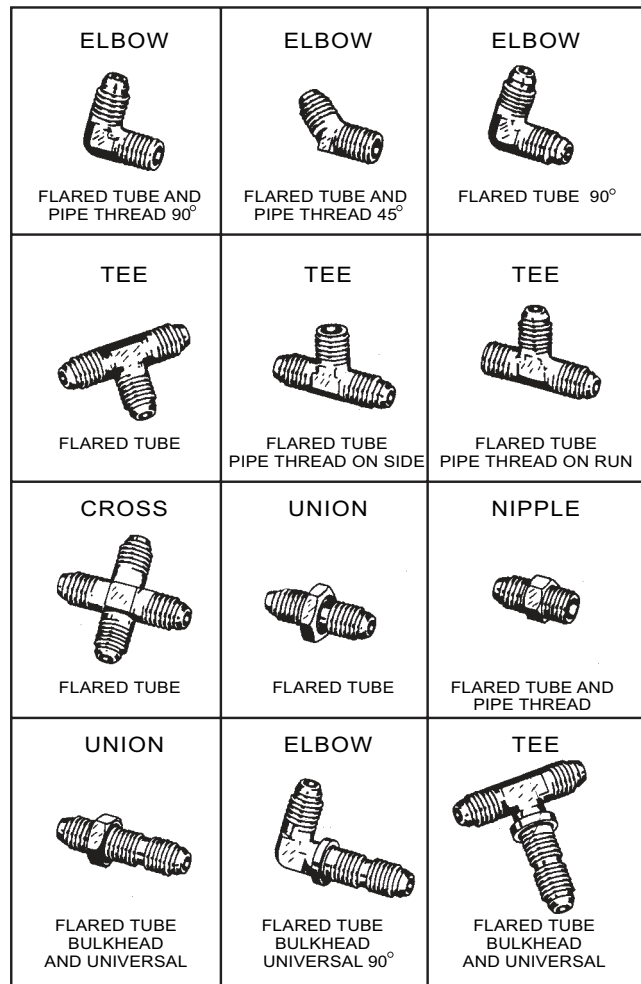 ELBOW
FLARED TUBE AND
PIPE THREAD 90°
ELBOW
FLARED TUBE AND
PIPE THREAD 45°
ELBOW
FLARED TUBE 90°
TEE
FLARED TUBE
TEE
FLARED TUBE
PIPE THREAD ON SIDE
TEE
FLARED TUBE
PIPE THREAD ON RUN
CROSS
FLARED TUBE
UNION
FLARED TUBE
NIPPLE
FLARED TUBE AND
PIPE THREAD
UNION
FLARED TUBE
BULKHEAD
AND UNIVERSAL
ELBOW
FLARED TUBE
BULKHEAD
UNIVERSAL 90°
TEE
FLARED TUBE
BULKHEAD
AND UNIVERSAL